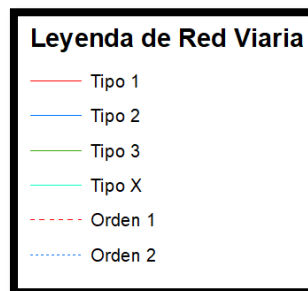 Leyenda de Red Viaria
Tipo 1
Tipo 2
Tipo 3
Tipo X
Orden 1
Orden 2